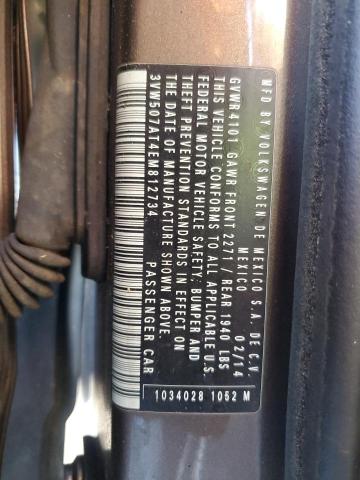 MFD. BY VOLKSWAGEN DE MEXICO S.A. DE C.V.
MEXICO 02/14
GVWR 4101 GAWR FRONT 2271 / REAR 1940 LBS
THIS VEHICLE CONFORMS TO ALL APPLICABLE U.S.
FEDERAL MOTOR VEHICLE SAFETY, BUMPER AND
THEFT PREVENTION STANDARDS IN EFFECT ON
THE DATE OF MANUFACTURE SHOWN ABOVE.
3VW507AT4EM812734 PASSENGER CAR
1034028 1052 M